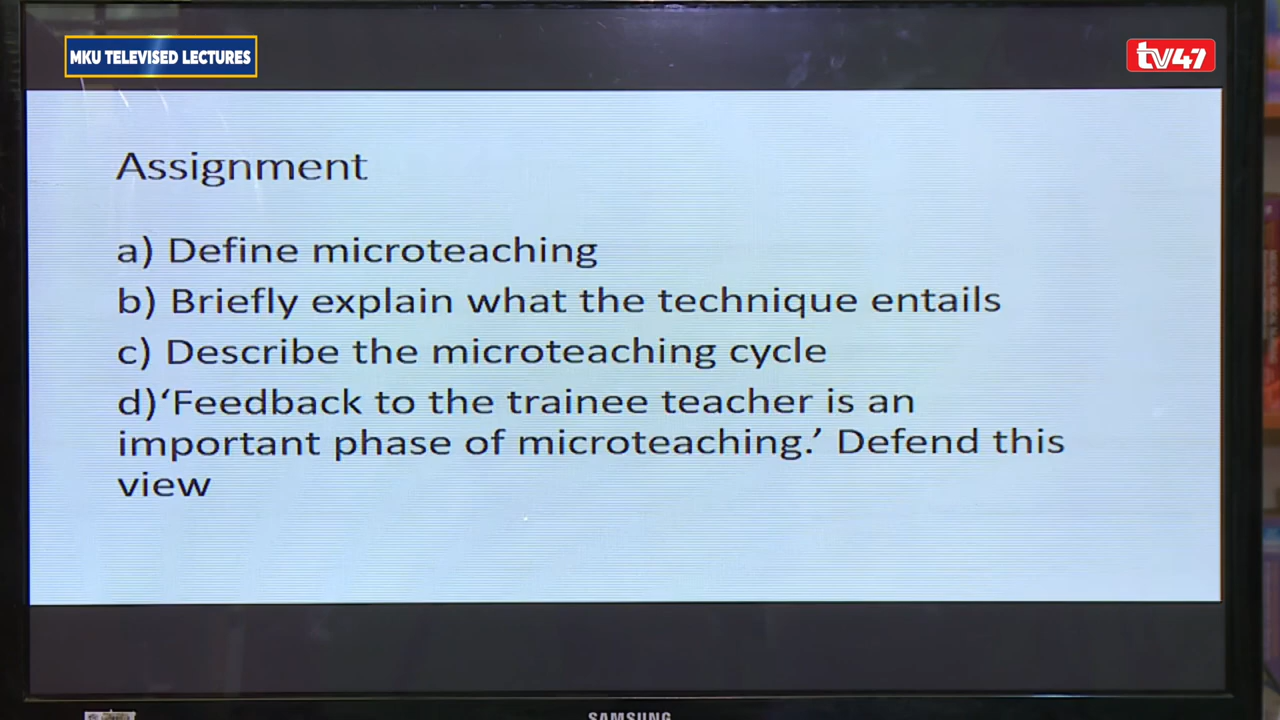 MKU TELEVISED LECTURES
tv47
Assignment
a) Define microteaching
b) Briefly explain what the technique entails
c) Describe the microteaching cycle
d)‘Feedback to the trainee teacher is an
important phase of microteaching.’ Defend this
view
SAMSUNG